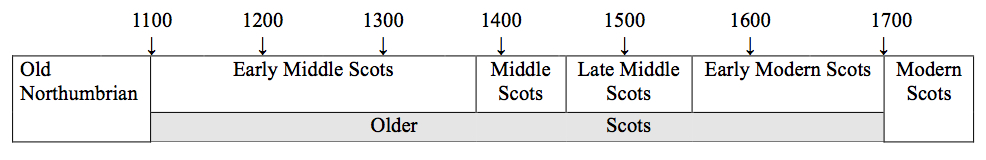 1100 1200 1300 1400 1500 1600 1700
Old Northumbrian
Early Middle Scots
Middle Scots
Late Middle Scots
Early Modern Scots
Modern Scots
Older Scots